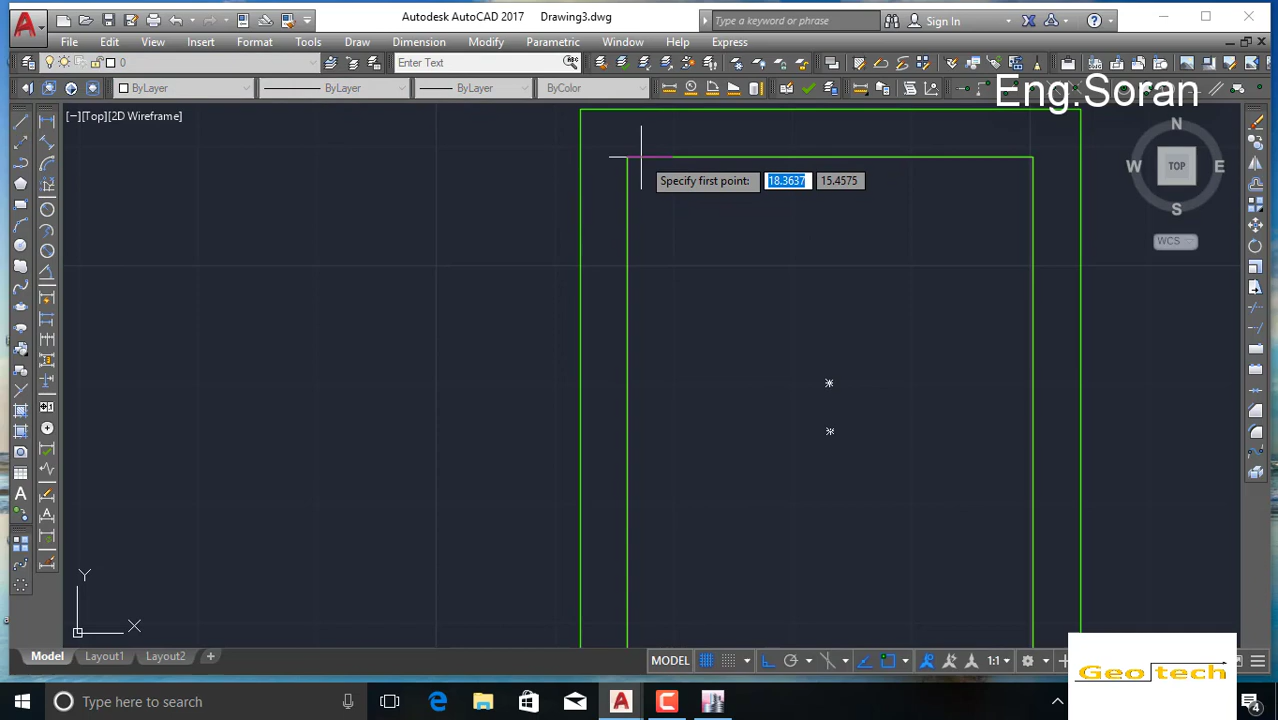 Autodesk AutoCAD 2017 Drawing3.dwg
Type a keyword or phrase
Sign In
File Edit View Insert Format Tools Draw Dimension Modify Parametric Window Help Express
0
Enter Text
ByLayer
ByLayer
ByLayer
ByColor
Eng.Soran
[−][Top][2D Wireframe]
N
W TOP E
S
WCS
Specify first point: 18.3637 15.4575
Y
X
Model Layout1 Layout2 +
MODEL
1:1
Geotech
Type here to search
4